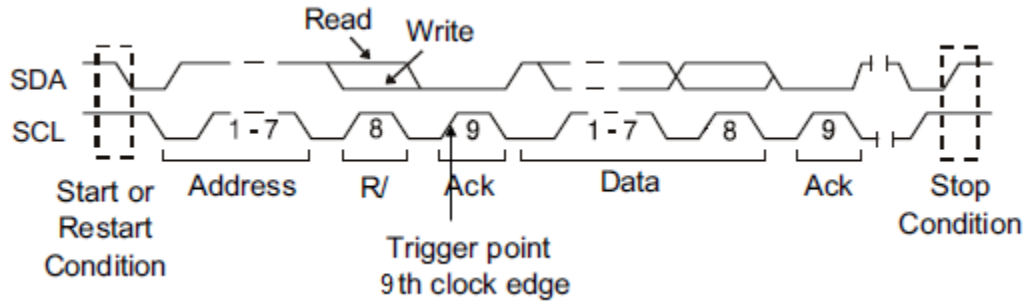 Read
Write
SDA
SCL
1 - 7
8
9
1 - 7
8
9
Address
R/
Ack
Data
Ack
Start or
Restart
Condition
Stop
Condition
Trigger point
9th clock edge